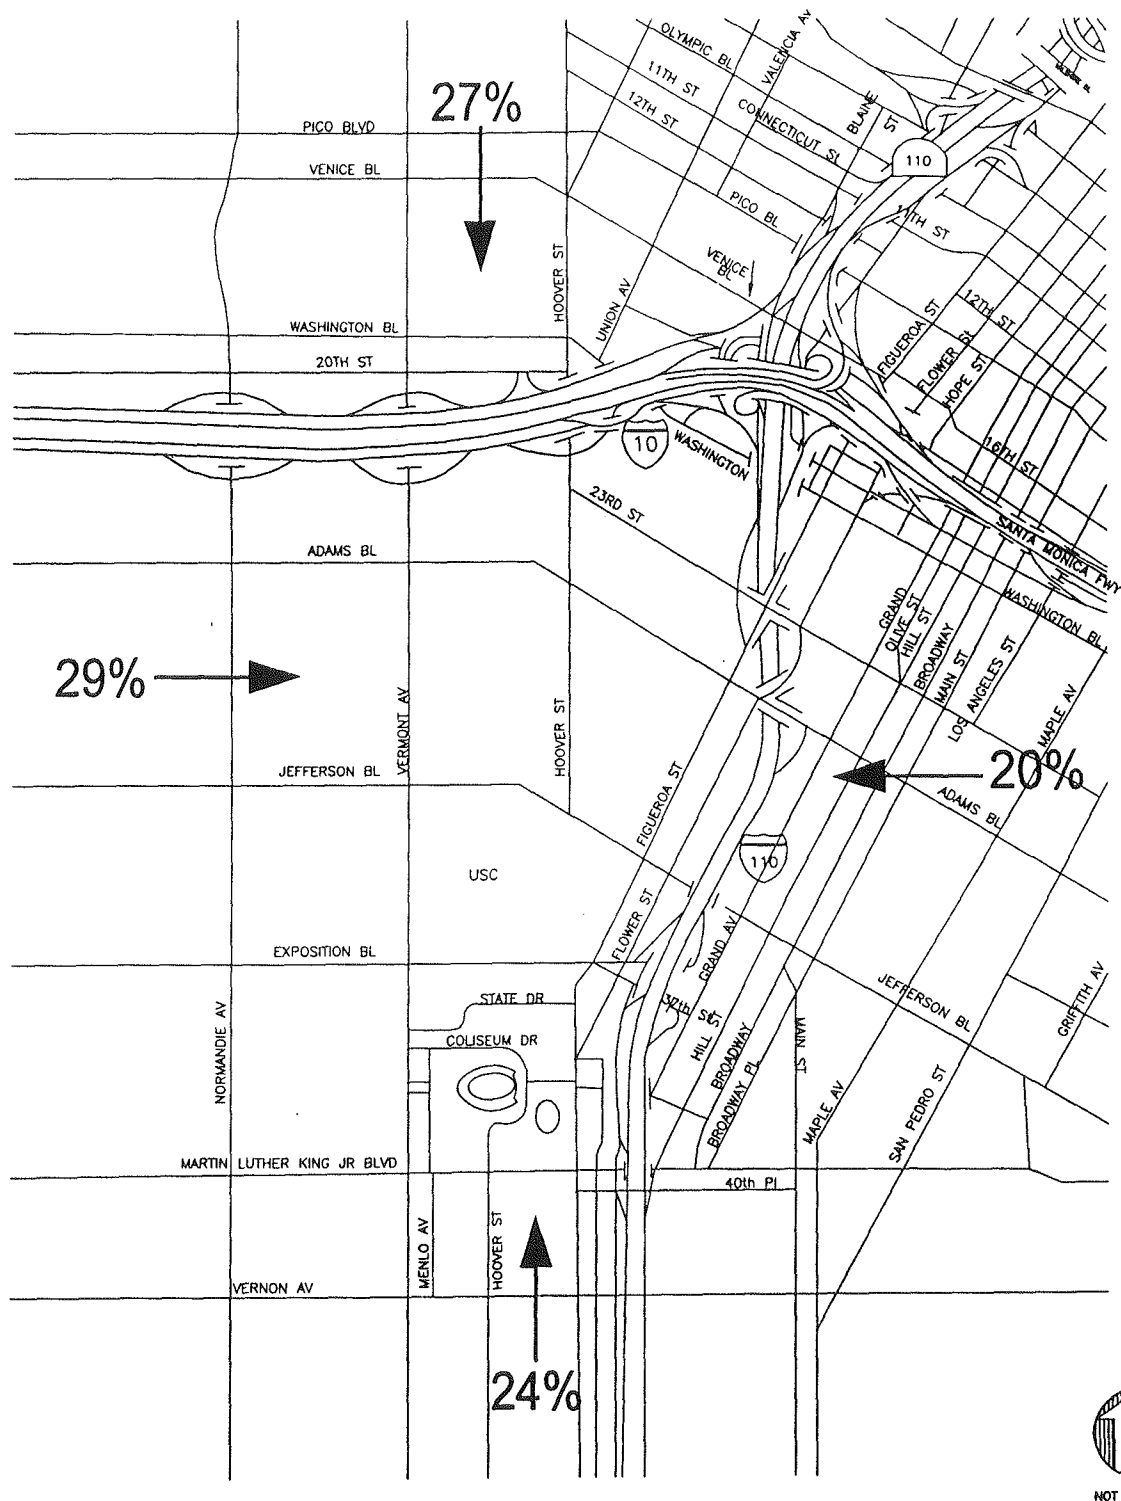 OLYMPIC BL
VALENCIA AV
11TH ST
12TH ST
CONNECTICUT St
BLAINE
ST
27%
PICO BLVD
VENICE BL
110
PICO BL
11TH ST
VENICE
BL
HOOVER ST
UNION AV
12TH ST
FIGUEROA ST
FLOWER St
HOPE ST
WASHINGTON BL
20TH ST
10
WASHINGTON
16TH ST
23RD ST
SANTA MONICA FWY
ADAMS BL
WASHINGTON BL
GRAND
OLIVE ST
HILL ST
BROADWAY
MAIN ST
LOS ANGELES ST
MAPLE AV
29%
VERMONT AV
HOOVER ST
JEFFERSON BL
FIGUEROA ST
20%
ADAMS BL
110
USC
FLOWER ST
GRAND AV
EXPOSITION BL
JEFFERSON BL
GRIFFITH AV
STATE DR
37th St
COLISEUM DR
NORMANDIE AV
HILL ST
BROADWAY
BROADWAY PL
MAIN ST
MAPLE AV
SAN PEDRO ST
MARTIN LUTHER KING JR BLVD
40th Pl
MENLO AV
HOOVER ST
VERNON AV
24%
NOT